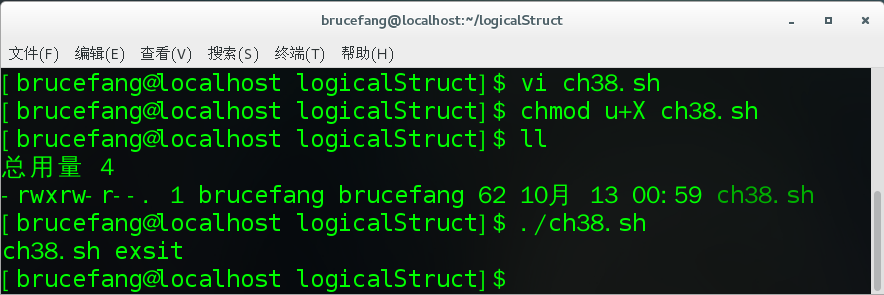 brucefang@localhost:~/logicalStruct
文件(F) 编辑(E) 查看(V) 搜索(S) 终端(T) 帮助(H)
[brucefang@localhost logicalStruct]$ vi ch38.sh
[brucefang@localhost logicalStruct]$ chmod u+X ch38.sh
[brucefang@localhost logicalStruct]$ ll
总用量 4
-rwxrw-r--. 1 brucefang brucefang 62 10月 13 00:59 ch38.sh
[brucefang@localhost logicalStruct]$ ./ch38.sh
ch38.sh exsit
[brucefang@localhost logicalStruct]$